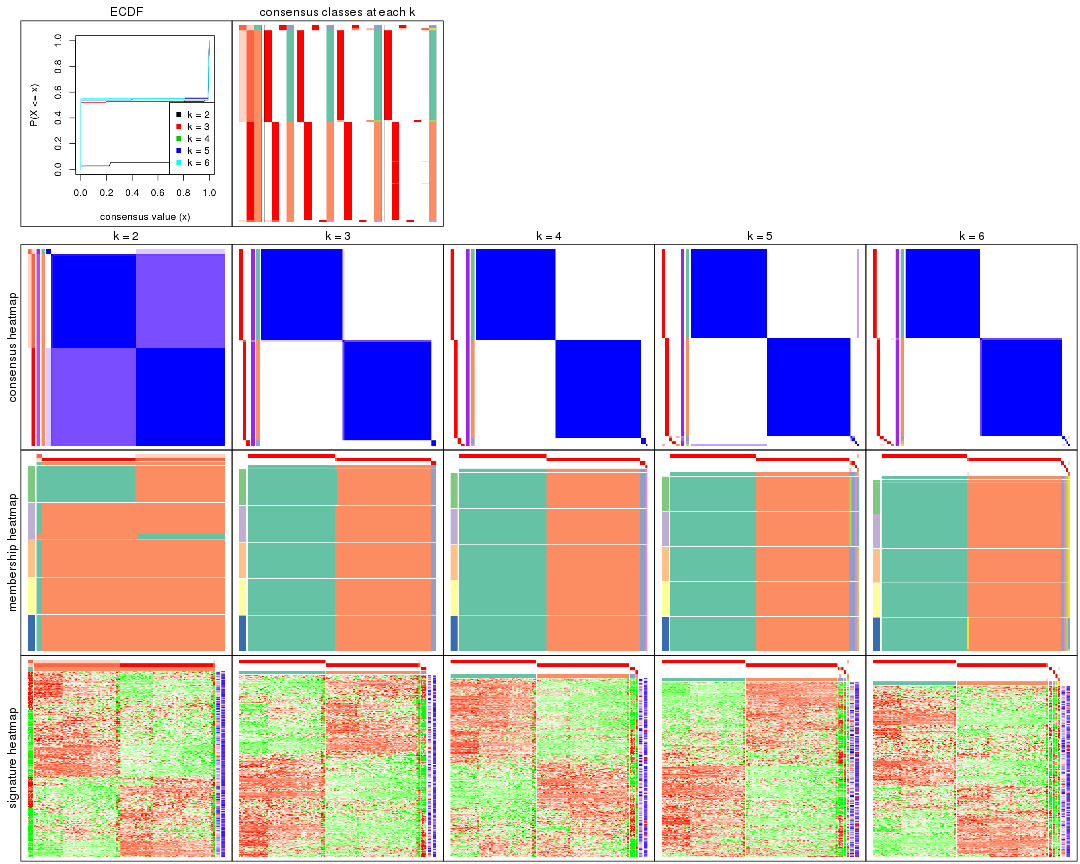 ECDF
consensus classes at each k
P(X <= x)
1.0
0.8
0.6
0.4
0.2
0.0
k = 2
k = 3
k = 4
k = 5
k = 6
0.0 0.2 0.4 0.6 0.8 1.0
consensus value (x)
k = 2
k = 3
k = 4
k = 5
k = 6
consensus heatmap
membership heatmap
signature heatmap